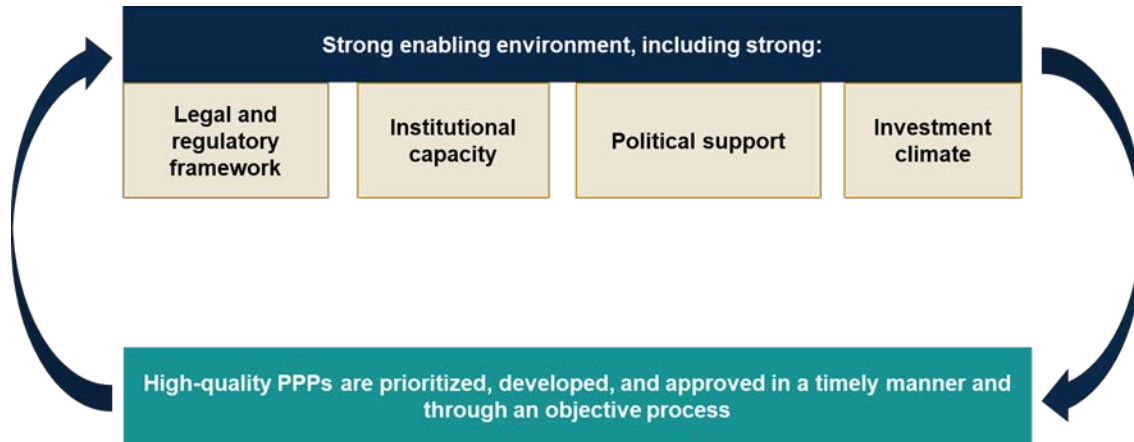 Strong enabling environment, including strong:
Legal and
regulatory
framework
Institutional
capacity
Political support
Investment
climate
High-quality PPPs are prioritized, developed, and approved in a timely manner and
through an objective process